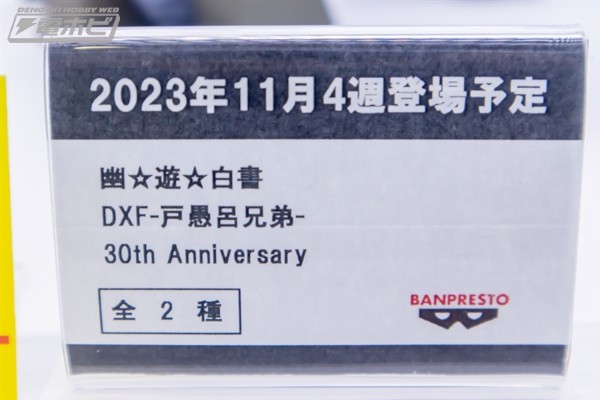 DENGEKI HOBBY WEB
電ホビ
2023年11月4週登場予定
幽☆遊☆白書
DXF-戸愚呂兄弟-
30th Anniversary
全 2 種
BANPRESTO